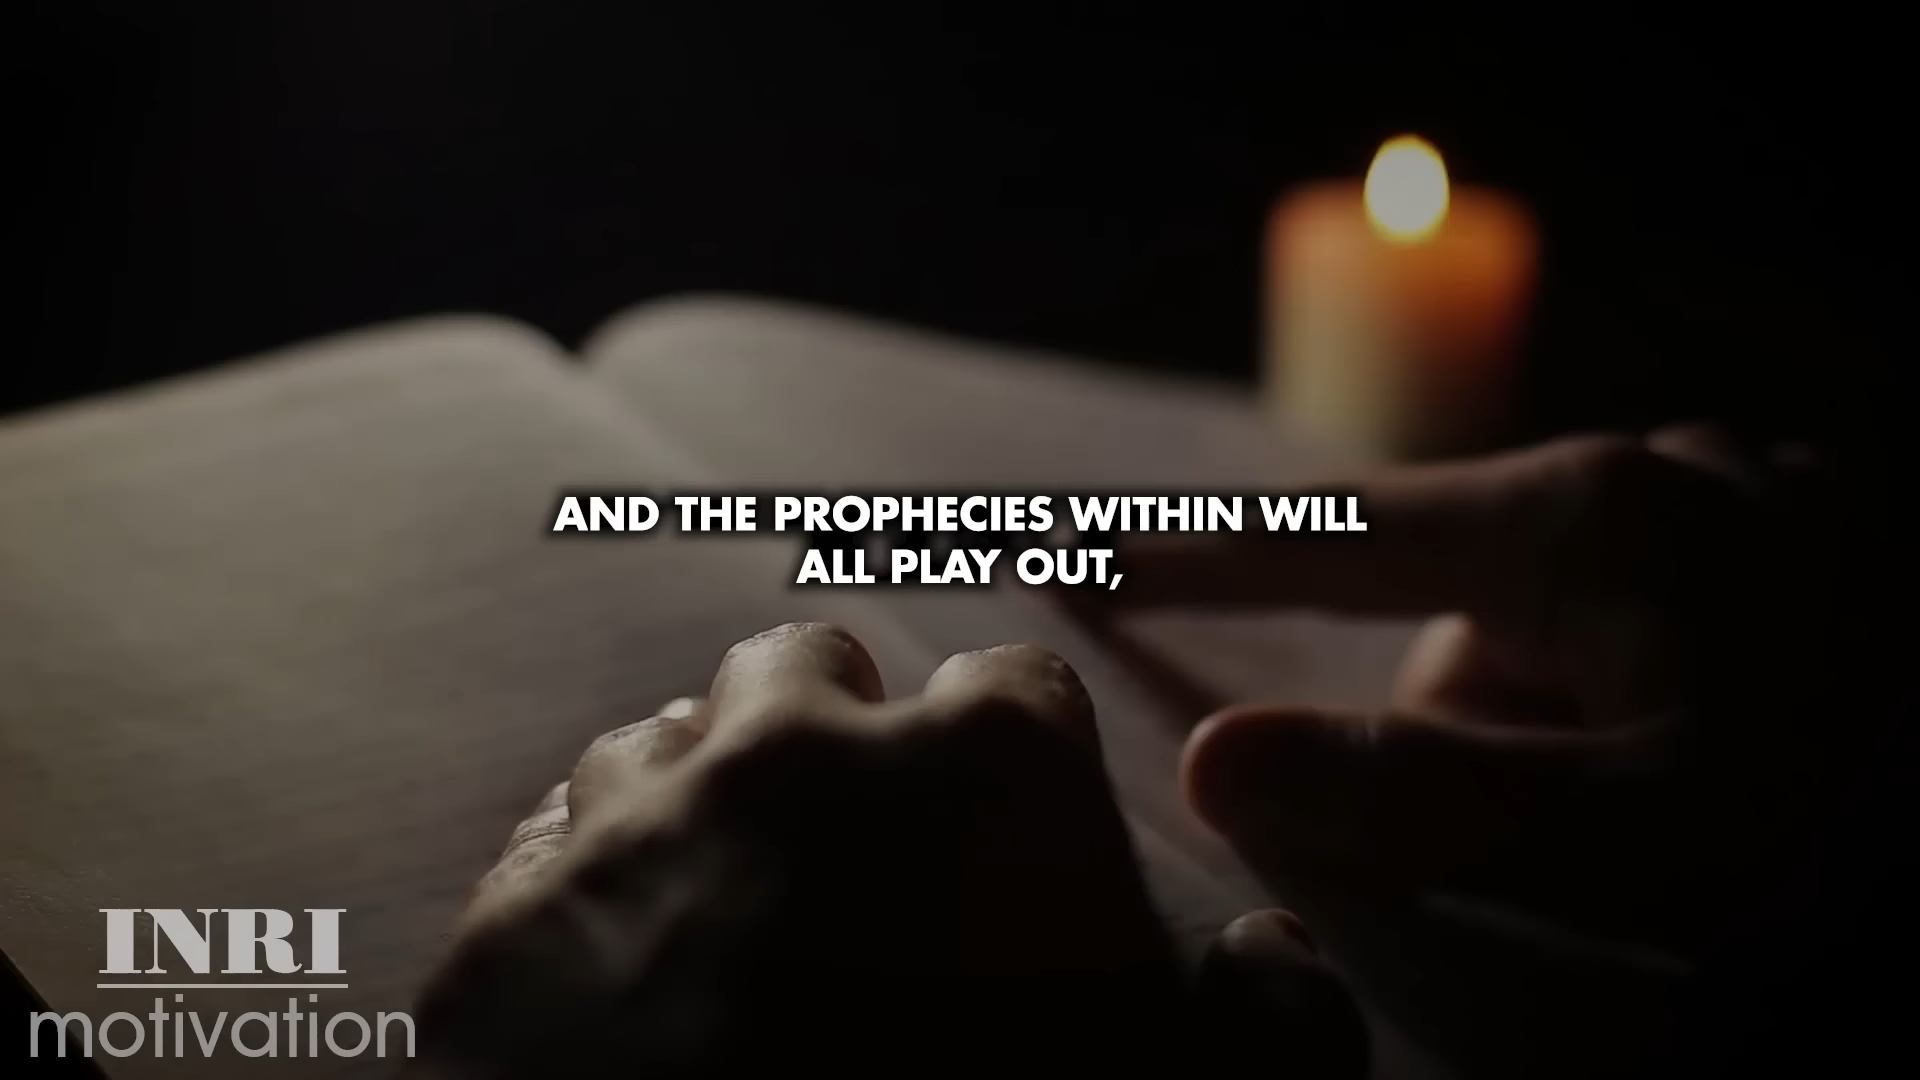 AND THE PROPHECIES WITHIN WILL
ALL PLAY OUT,
INRI
motivation